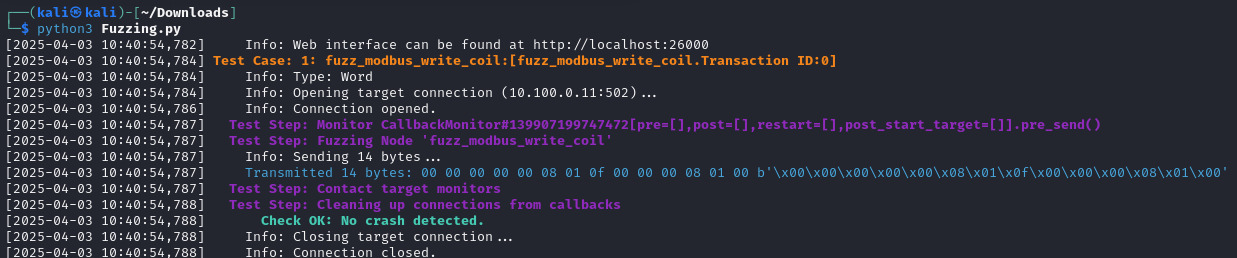 ┌──(kali㉿kali)-[~/Downloads]
└─$ python3 Fuzzing.py
[2025-04-03 10:40:54,782]     Info: Web interface can be found at http://localhost:26000
[2025-04-03 10:40:54,784] Test Case: 1: fuzz_modbus_write_coil:[fuzz_modbus_write_coil.Transaction ID:0]
[2025-04-03 10:40:54,784]     Info: Type: Word
[2025-04-03 10:40:54,784]     Info: Opening target connection (10.100.0.11:502)...
[2025-04-03 10:40:54,786]     Info: Connection opened.
[2025-04-03 10:40:54,787]   Test Step: Monitor CallbackMonitor#139907199747472[pre=[],post=[],restart=[],post_start_target=[]].pre_send()
[2025-04-03 10:40:54,787]   Test Step: Fuzzing Node 'fuzz_modbus_write_coil'
[2025-04-03 10:40:54,787]     Info: Sending 14 bytes...
[2025-04-03 10:40:54,787]     Transmitted 14 bytes: 00 00 00 00 00 08 01 0f 00 00 00 08 01 00 b'\x00\x00\x00\x00\x00\x08\x01\x0f\x00\x00\x00\x08\x01\x00'
[2025-04-03 10:40:54,787]   Test Step: Contact target monitors
[2025-04-03 10:40:54,788]   Test Step: Cleaning up connections from callbacks
[2025-04-03 10:40:54,788]       Check OK: No crash detected.
[2025-04-03 10:40:54,788]     Info: Closing target connection...
[2025-04-03 10:40:54,788]     Info: Connection closed.